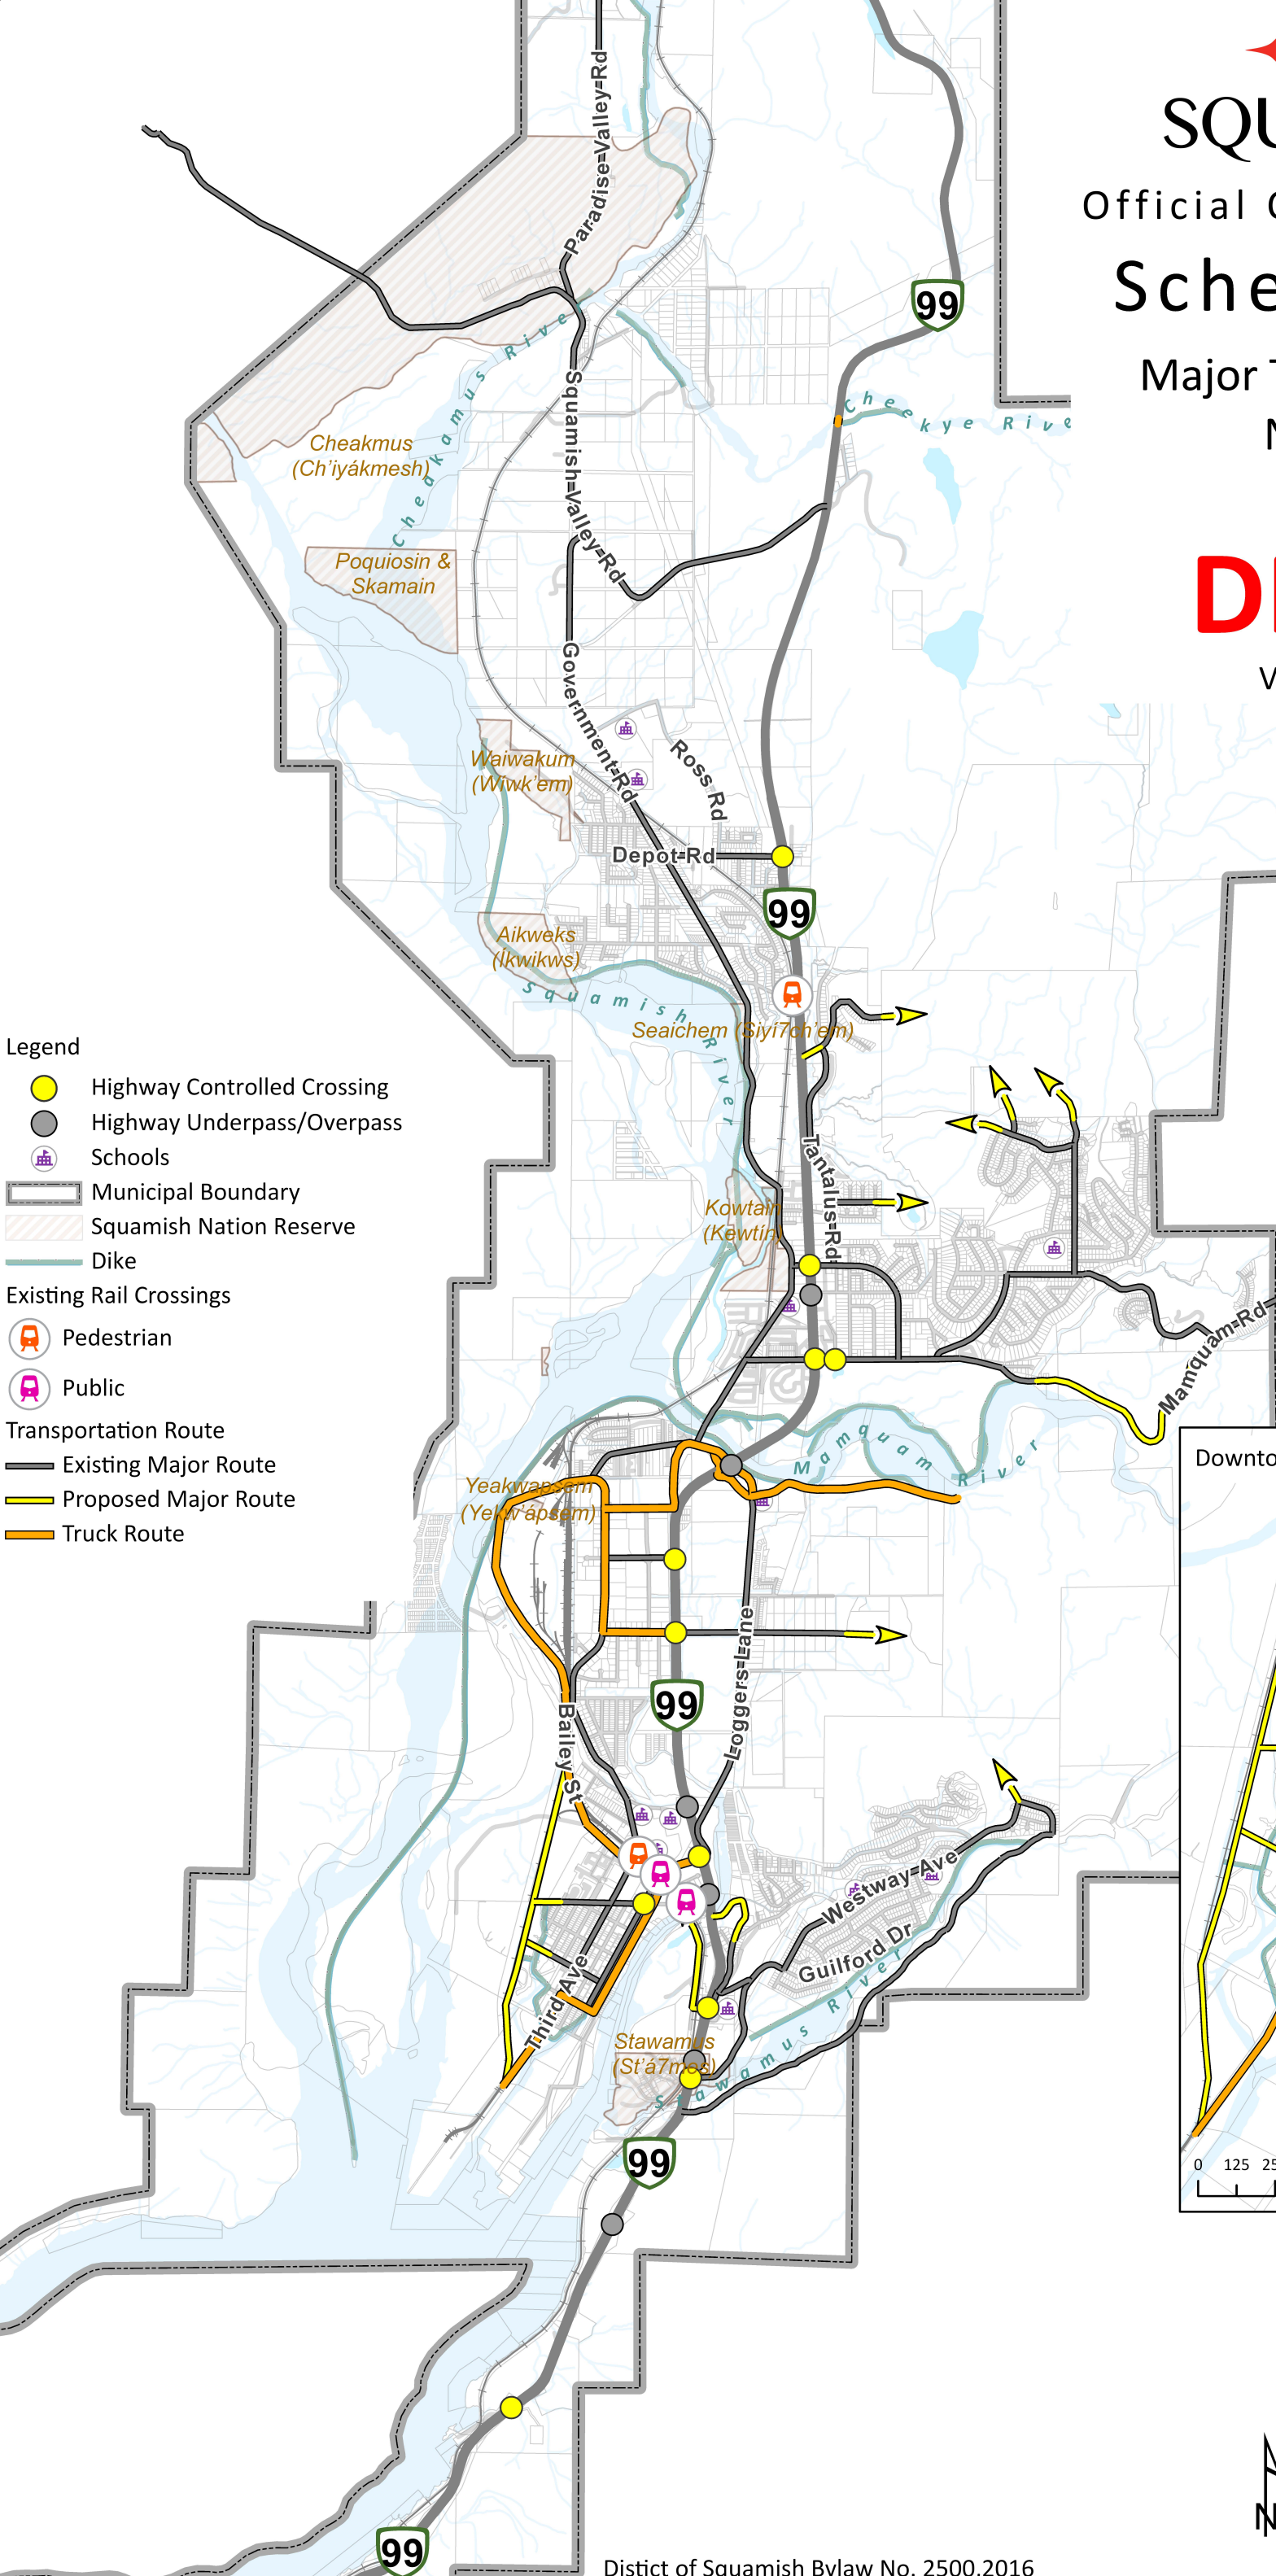 SQU
Official
Sche
Major
Paradise-Valley-Rd
99
Cheekye Rive
Cheakamus River
Squamish-Valley-Rd
Cheakmus
(Ch'iyákmesh)
Poquiosin &
Skamain
Government-Rd
Ross Rd
Waiwakum
(Wiwk'em)
Depot-Rd
99
Aikweks
(Ikwikws)
Squamish River
Seaichem (Siyí7ch'em)
Tantalus-Rd
Kowtain
(Kewtín)
Mamquam-Rd
Mamquam River
Legend
Highway Controlled Crossing
Highway Underpass/Overpass
Schools
Municipal Boundary
Squamish Nation Reserve
Dike
Existing Rail Crossings
Pedestrian
Public
Transportation Route
Existing Major Route
Proposed Major Route
Truck Route
Yeakwapsem
(Yekw'ápsem)
Downto
Loggers-Lane
99
Bailey-St
Westway Ave
Guilford Dr
Third Ave
Stawamus
(St'á7mes)
Stawamus River
99
0 125 25
99
N
Distict of Squamish Bylaw No. 2500,2016